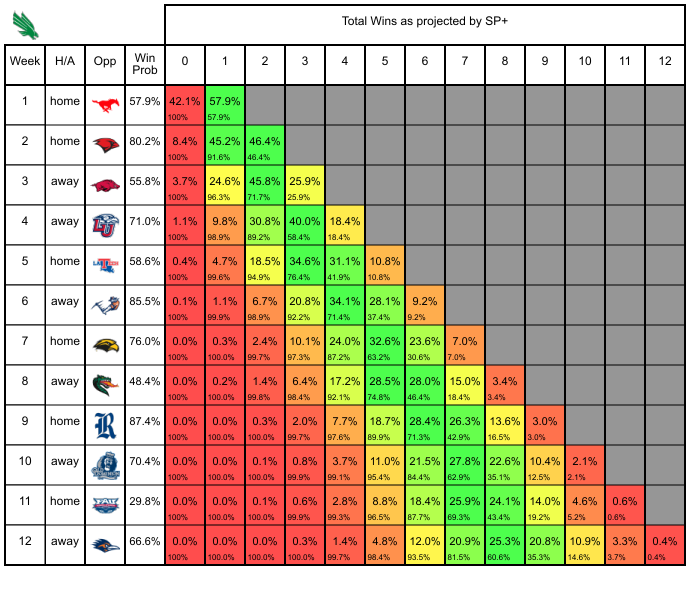 Total Wins as projected by SP+
Week H/A Opp Win Prob 0 1 2 3 4 5 6 7 8 9 10 11 12
1 home 57.9% 42.1% 57.9%
100% 57.9%
2 home 80.2% 8.4% 45.2% 46.4%
100% 91.6% 46.4%
3 away 55.8% 3.7% 24.6% 45.8% 25.9%
100% 96.3% 71.7% 25.9%
4 away LU 71.0% 1.1% 9.8% 30.8% 40.0% 18.4%
100% 98.9% 89.2% 58.4% 18.4%
5 home LA TECH 58.6% 0.4% 4.7% 18.5% 34.6% 31.1% 10.8%
100% 99.6% 94.9% 76.4% 41.9% 10.8%
6 away 85.5% 0.1% 1.1% 6.7% 20.8% 34.1% 28.1% 9.2%
100% 99.9% 98.9% 92.2% 71.4% 37.4% 9.2%
7 home 76.0% 0.0% 0.3% 2.4% 10.1% 24.0% 32.6% 23.6% 7.0%
100% 100.0% 99.7% 97.3% 87.2% 63.2% 30.6% 7.0%
8 away 48.4% 0.0% 0.2% 1.4% 6.4% 17.2% 28.5% 28.0% 15.0% 3.4%
100% 100.0% 99.8% 98.4% 92.1% 74.8% 46.4% 18.4% 3.4%
9 home R 87.4% 0.0% 0.0% 0.3% 2.0% 7.7% 18.7% 28.4% 26.3% 13.6% 3.0%
100% 100.0% 100.0% 99.7% 97.6% 89.9% 71.3% 42.9% 16.5% 3.0%
10 away 70.4% 0.0% 0.0% 0.1% 0.8% 3.7% 11.0% 21.5% 27.8% 22.6% 10.4% 2.1%
100% 100.0% 100.0% 99.9% 99.1% 95.4% 84.4% 62.9% 35.1% 12.5% 2.1%
11 home FAU 29.8% 0.0% 0.0% 0.1% 0.6% 2.8% 8.8% 18.4% 25.9% 24.1% 14.0% 4.6% 0.6%
100% 100.0% 100.0% 99.9% 99.3% 96.5% 87.7% 69.3% 43.4% 19.2% 5.2% 0.6%
12 away 66.6% 0.0% 0.0% 0.0% 0.3% 1.4% 4.8% 12.0% 20.9% 25.3% 20.8% 10.9% 3.3% 0.4%
100% 100.0% 100.0% 100.0% 99.7% 98.4% 93.5% 81.5% 60.6% 35.3% 14.6% 3.7% 0.4%